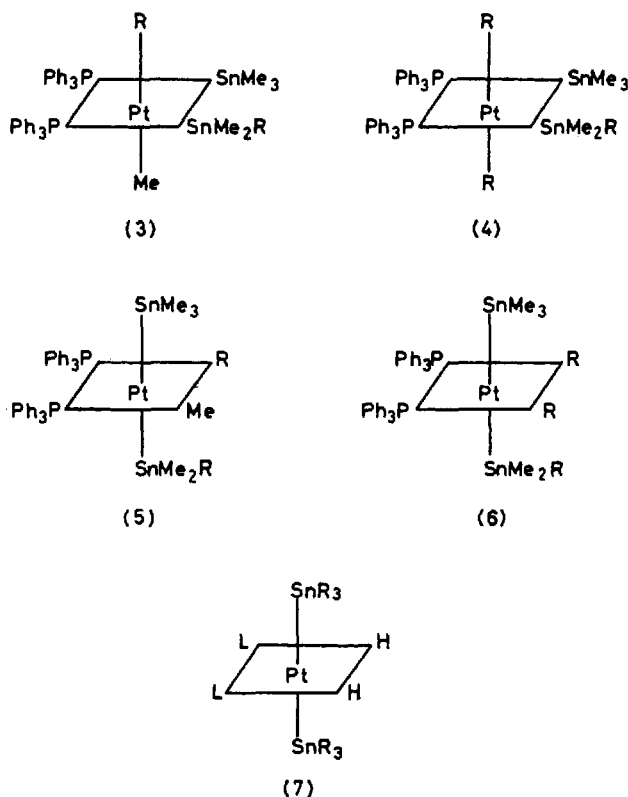 R R
Ph3P SnMe3 Ph3P SnMe3
Pt Pt
Ph3P SnMe2R Ph3P SnMe2R
Me R
(3) (4)
SnMe3 SnMe3
Ph3P R Ph3P R
Pt Pt
Ph3P Me Ph3P R
SnMe2R SnMe2R
(5) (6)
SnR3
L H
Pt
L H
SnR3
(7)